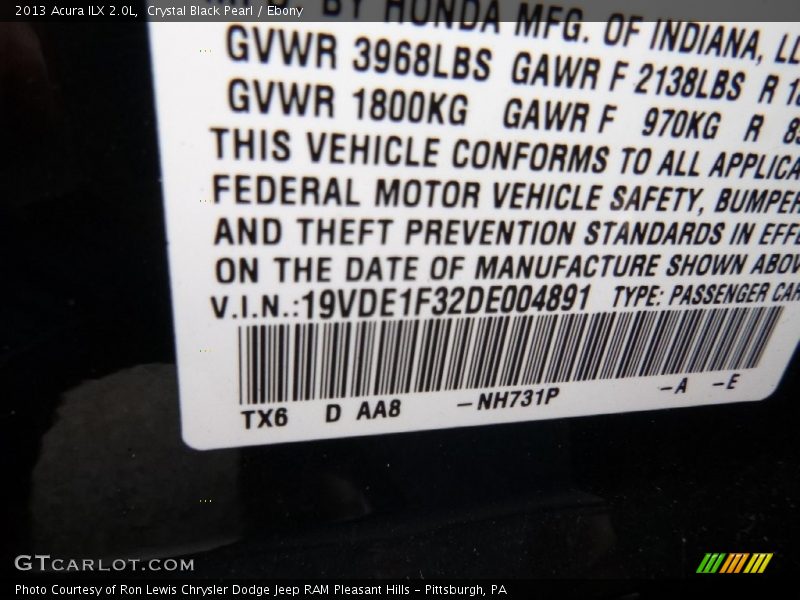 2013 Acura ILX 2.0L, Crystal Black Pearl / Ebony
BY HONDA MFG. OF INDIANA,
GVWR 3968LBS GAWR F 2138LBS R
GVWR 1800KG GAWR F 970KG R
THIS VEHICLE CONFORMS TO ALL
FEDERAL MOTOR VEHICLE SAFETY, BUMPER
AND THEFT PREVENTION STANDARDS IN
ON THE DATE OF MANUFACTURE SHOWN
V.I.N.:19VDE1F32DE004891 TYPE: PASSENGER
TX6 D AA8 -NH731P -A -E
GTCARLOT.COM
Photo Courtesy of Ron Lewis Chrysler Dodge Jeep RAM Pleasant Hills - Pittsburgh, PA